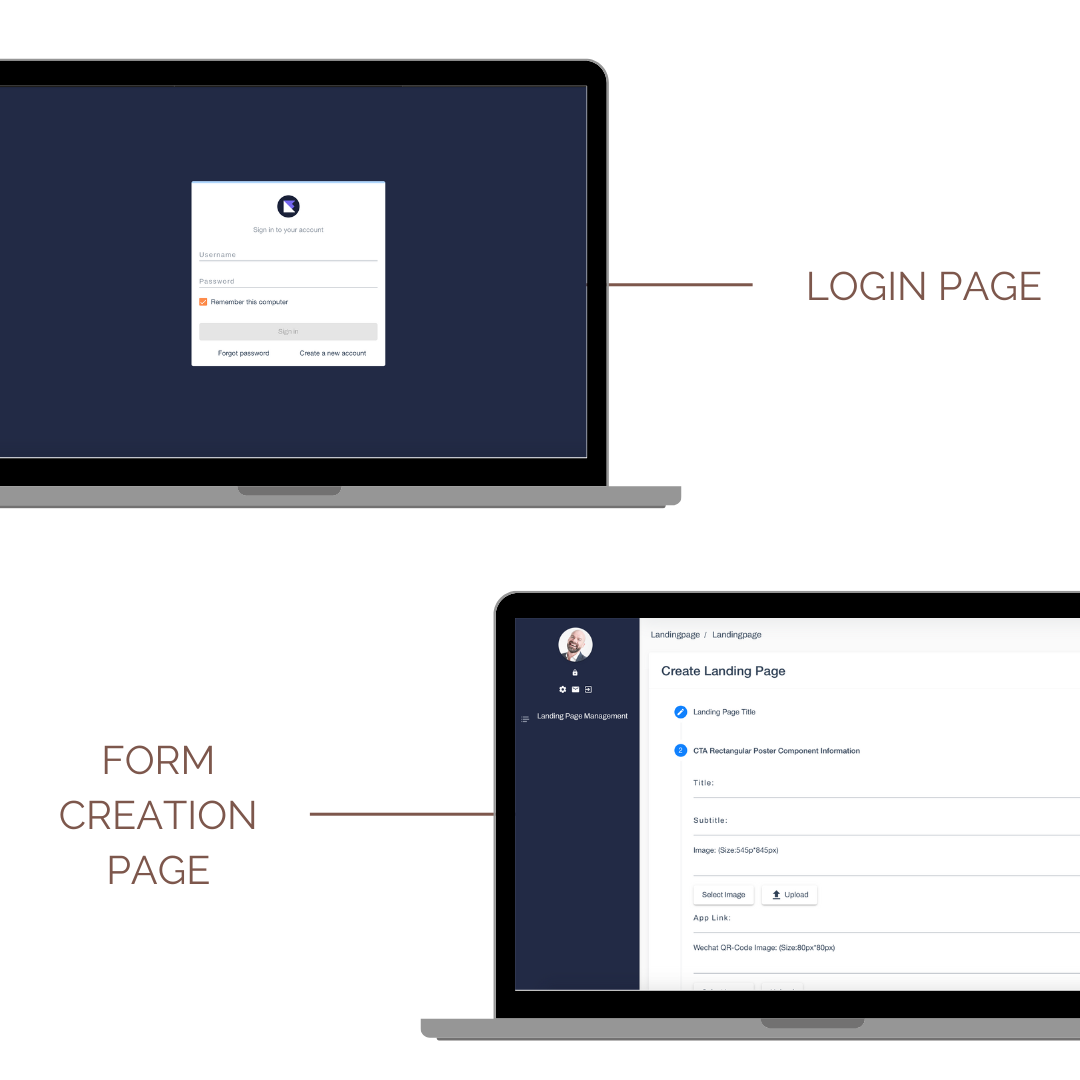 Sign in to your account
Username
Password
Remember this computer
Sign in
Forgot password
Create a new account
LOGIN PAGE
FORM
CREATION
PAGE
Landingpage / Landingpage
Create Landing Page
Landing Page Management
Landing Page Title
2 CTA Rectangular Poster Component Information
Title:
Subtitle:
Image: (Size:545p*845px)
Select Image
Upload
App Link:
Wechat QR-Code Image: (Size:80px*80px)